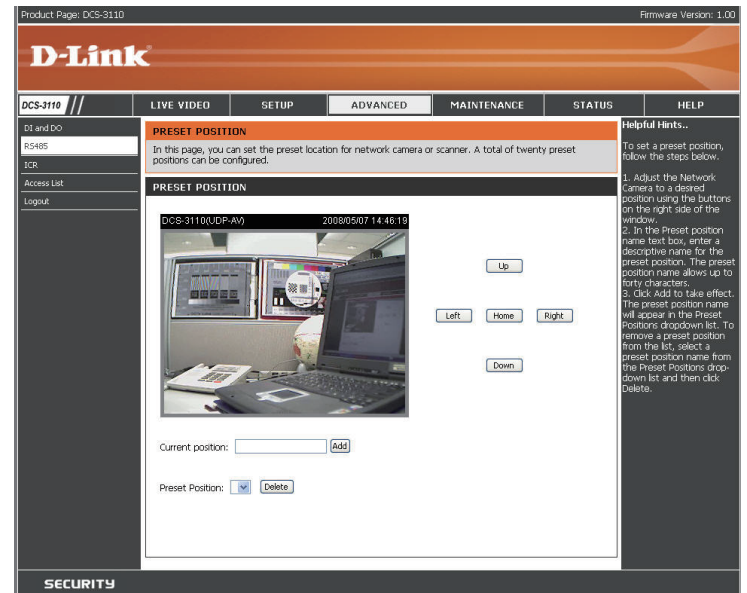 Product Page: DCS-3110
Firmware Version: 1.00
D-Link
DCS-3110
LIVE VIDEO
SETUP
ADVANCED
MAINTENANCE
STATUS
HELP
DI and DO
RS485
ICR
Access List
Logout
PRESET POSITION
In this page, you can set the preset location for network camera or scanner. A total of twenty preset
positions can be configured.
PRESET POSITION
DCS-3110(UDP-AV)
2008/05/07 14:46:19
Up
Left
Home
Right
Down
Current position:
Add
Preset Position:
Delete
Helpful Hints..
To set a preset position,
follow the steps below.
1. Adjust the Network
Camera to a desired
position using the buttons
on the right side of the
window.
2. In the Preset position
name text box, enter a
descriptive name for the
preset position. The preset
position name allows up to
forty characters.
3. Click Add to take effect.
The preset position name
will appear in the Preset
Positions dropdown list. To
remove a preset position
from the list, select a
preset position name from
the Preset Positions drop-
down list and then click
Delete.
SECURITY